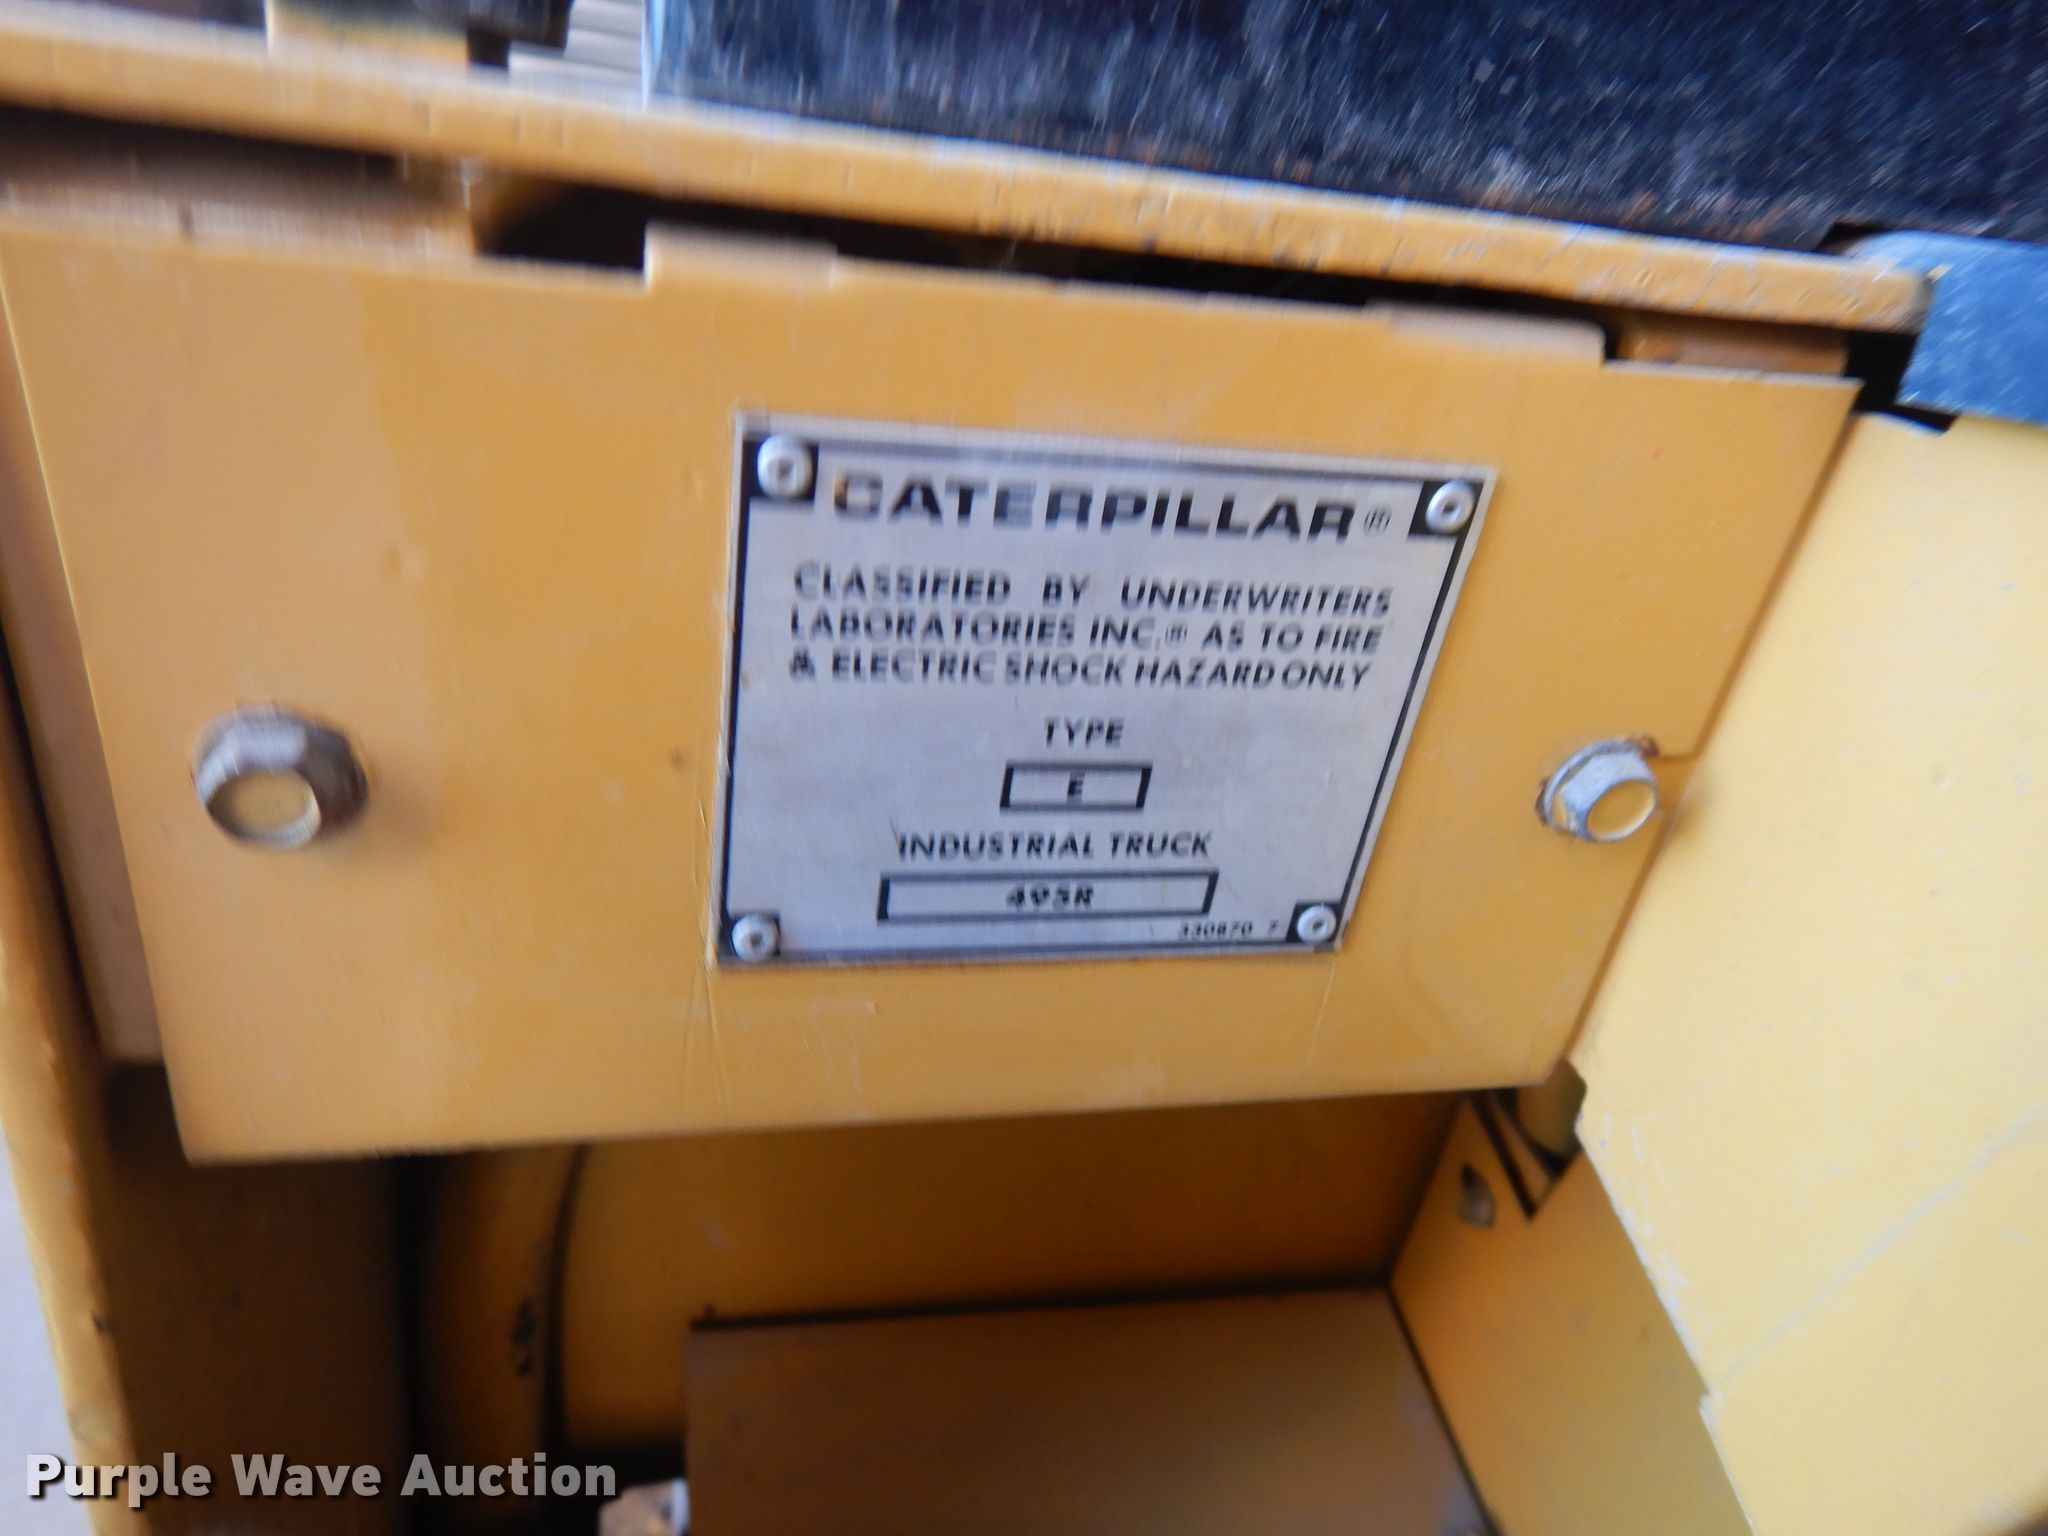 CATERPILLAR®
CLASSIFIED BY UNDERWRITERS
LABORATORIES INC.® AS TO FIRE
& ELECTRIC SHOCK HAZARD ONLY
TYPE
E
INDUSTRIAL TRUCK
Purple Wave Auction